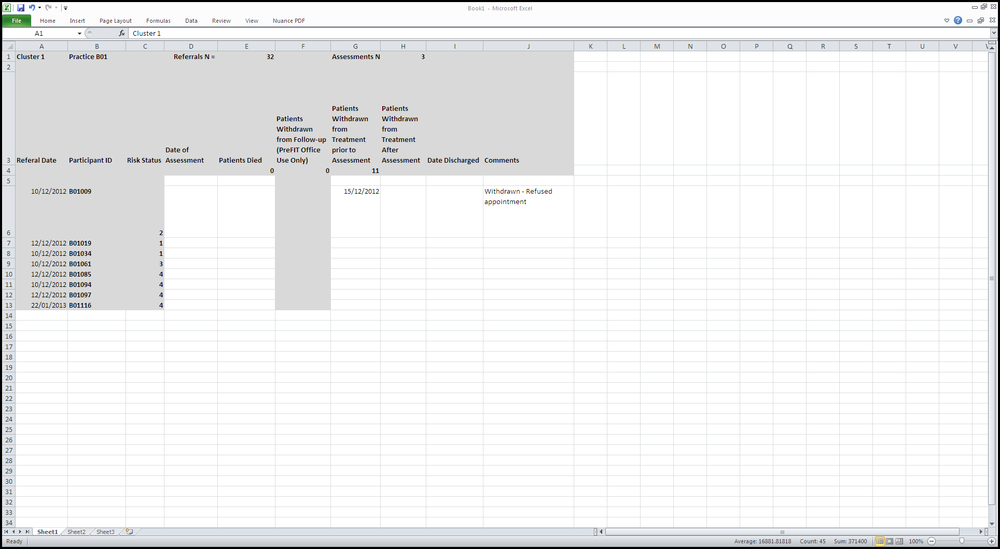 Book1 - Microsoft Excel
File Home Insert Page Layout Formulas Data Review View Nuance PDF
A1 fx Cluster 1
A B C D E F G H I J K L M N O P Q R S T U V
1 Cluster 1 Practice B01 Referrals N = 32 Assessments N 3
2
3 Referal Date Participant ID Risk Status Date of Assessment Patients Died Patients Withdrawn from Follow-up (PreFIT Office Use Only) Patients Withdrawn from Treatment prior to Assessment Patients Withdrawn from Treatment After Assessment Date Discharged Comments
4 0 0 11
5
6 10/12/2012 B01009 2 15/12/2012 Withdrawn - Refused appointment
7 12/12/2012 B01019 1
8 10/12/2012 B01034 1
9 10/12/2012 B01061 3
10 12/12/2012 B01085 4
11 10/12/2012 B01094 4
12 12/12/2012 B01097 4
13 22/01/2013 B01116 4
14
15
16
17
18
19
20
21
22
23
24
25
26
27
28
29
30
31
32
33
34
Sheet1 Sheet2 Sheet3
Ready Average: 16881.81818 Count: 45 Sum: 371400 100%